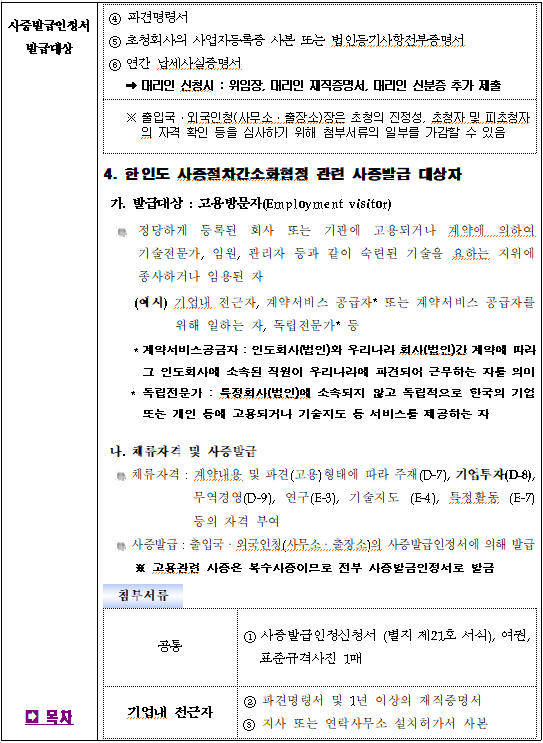 사증발급인정서
발급대상
④ 파견명령서
⑤ 초청회사의 사업자등록증 사본 또는 법인등기사항전부증명서
⑥ 연간 납세사실증명서
➡ 대리인 신청시 : 위임장, 대리인 재직증명서, 대리인 신분증 추가 제출
※ 출입국·외국인청(사무소·출장소)장은 초청의 진정성, 초청자 및 피초청자
의 자격 확인 등을 심사하기 위해 첨부서류의 일부를 가감할 수 있음
4. 한인도 사증절차간소화협정 관련 사증발급 대상자
가. 발급대상 : 고용방문자(Employment visitor)
정당하게 등록된 회사 또는 기관에 고용되거나 계약에 의하여
기술전문가, 임원, 관리자 등과 같이 숙련된 기술을 요하는 지위에
종사하거나 임용된 자
(예시) 기업내 전근자, 계약서비스 공급자* 또는 계약서비스 공급자를
위해 일하는 자, 독립전문가* 등
* 계약서비스공급자 : 인도회사(법인)와 우리나라 회사(법인)간 계약에 따라
그 인도회사에 소속된 직원이 우리나라에 파견되어 근무하는 자를 의미
* 독립전문가 : 특정회사(법인)에 소속되지 않고 독립적으로 한국의 기업
또는 개인 등에 고용되거나 기술지도 등 서비스를 제공하는 자
나. 체류자격 및 사증발급
체류자격 : 계약내용 및 파견(고용)형태에 따라 주재(D-7), 기업투자(D-8),
무역경영(D-9), 연구(E-3), 기술지도 (E-4), 특정활동 (E-7)
등의 자격 부여
사증발급 : 출입국·외국인청(사무소·출장소)의 사증발급인정서에 의해 발급
※ 고용관련 사증은 복수사증이므로 전부 사증발급인정서로 발급
첨부서류
공통
① 사증발급인정신청서 (별지 제21호 서식), 여권,
표준규격사진 1매
기업내 전근자
② 파견명령서 및 1년 이상의 재직증명서
③ 지사 또는 연락사무소 설치허가서 사본
➲ 목차